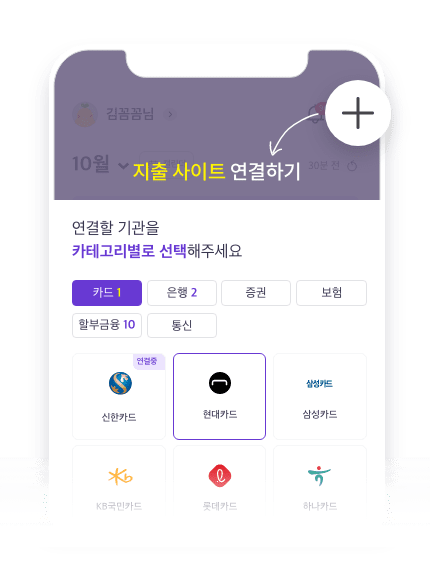 김꼼꼼님
10월
30분 전
지출 사이트 연결하기
연결할 기관을
카테고리별로 선택해주세요
카드 1
은행 2
증권
보험
할부금융 10
통신
연결중
신한카드
현대카드
삼성카드
삼성카드
KB국민카드
롯데카드
하나카드